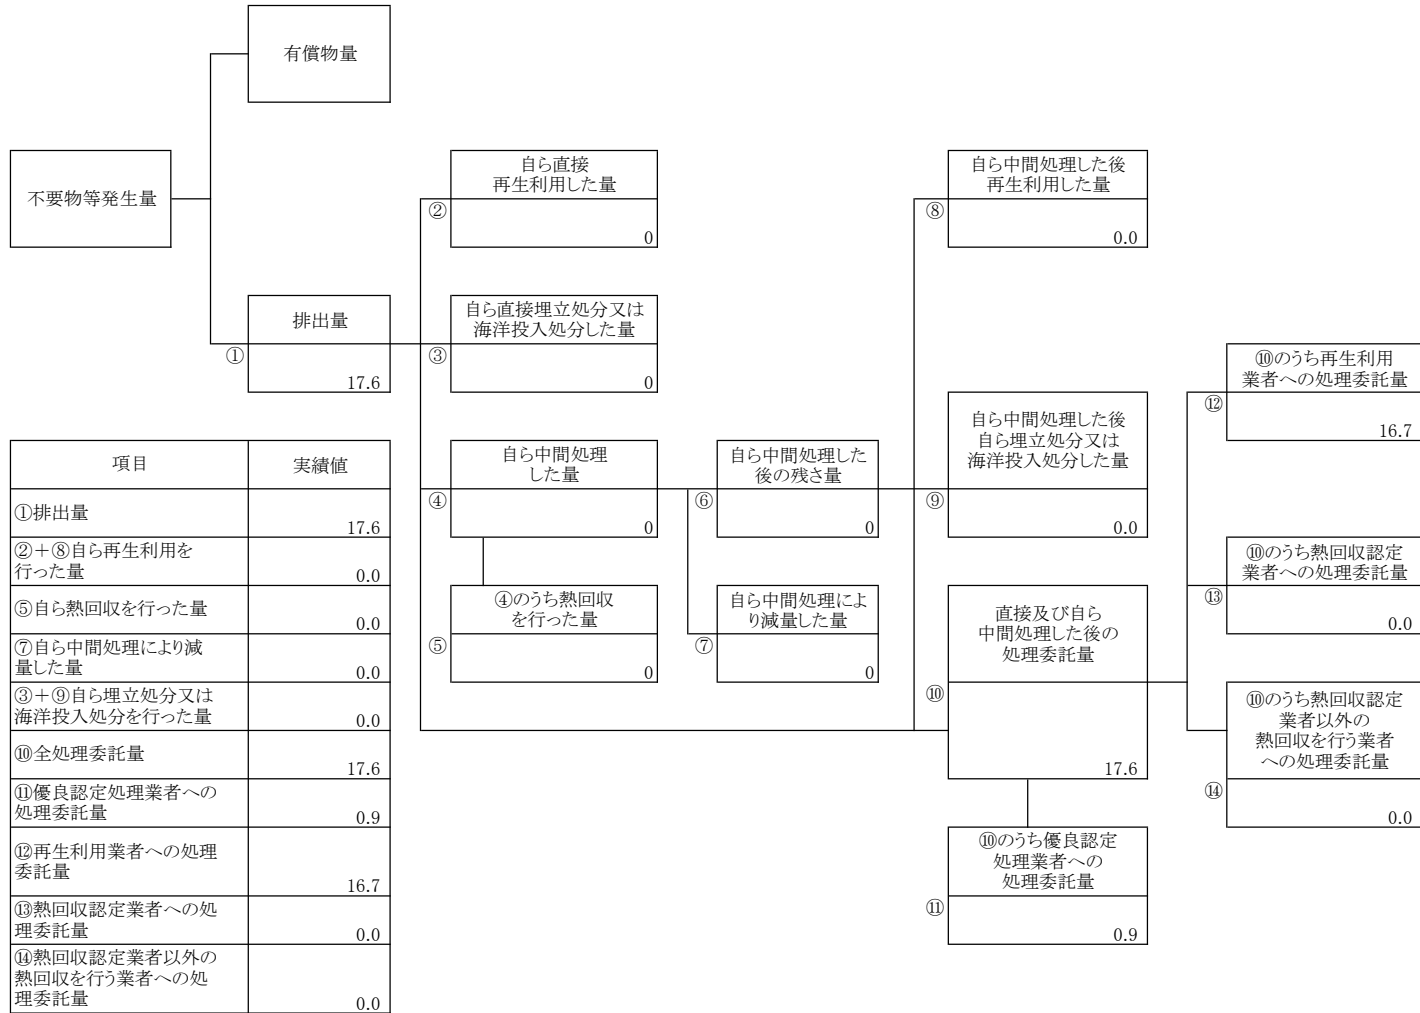 有償物量
不要物等発生量
自ら直接
再生利用した量
②
0
自ら中間処理した後
再生利用した量
⑧
0.0
排出量
①
17.6
自ら直接埋立処分又は
海洋投入処分した量
③
0
⑩のうち再生利用
業者への処理委託量
⑫
16.7
自ら中間処理
した量
④
0
自ら中間処理した
後の残さ量
⑥
0
自ら中間処理した後
自ら埋立処分又は
海洋投入処分した量
⑨
0.0
⑩のうち熱回収認定
業者への処理委託量
⑬
0.0
④のうち熱回収
を行った量
⑤
0
自ら中間処理によ
り減量した量
⑦
0
直接及び自ら
中間処理した後の
処理委託量
⑩
17.6
⑩のうち熱回収認定
業者以外の
熱回収を行う業者
への処理委託量
⑭
0.0
⑩のうち優良認定
処理業者への
処理委託量
⑪
0.9
項目 実績値
①排出量
17.6
②+⑧自ら再生利用を
行った量 0.0
⑤自ら熱回収を行った量
0.0
⑦自ら中間処理により減
量した量 0.0
③+⑨自ら埋立処分又は
海洋投入処分を行った量 0.0
⑩全処理委託量
17.6
⑪優良認定処理業者への
処理委託量 0.9
⑫再生利用業者への処理
委託量
16.7
⑬熱回収認定業者への処
理委託量 0.0
⑭熱回収認定業者以外の
熱回収を行う業者への処
理委託量 0.0